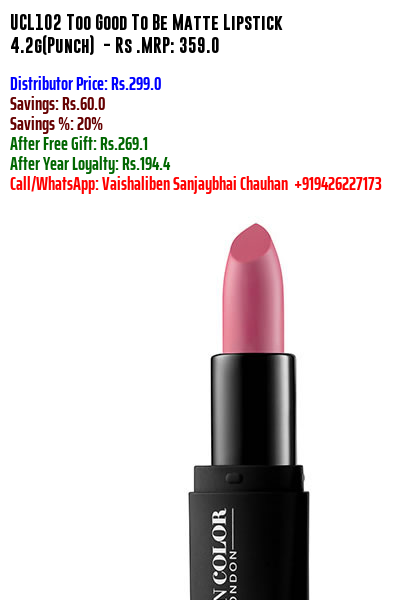 UCL102 Too Good To Be Matte Lipstick
4.2g(Punch) - Rs .MRP: 359.0
Distributor Price: Rs.299.0
Savings: Rs.60.0
Savings %: 20%
After Free Gift: Rs.269.1
After Year Loyalty: Rs.194.4
Call/WhatsApp: Vaishaliben Sanjaybhai Chauhan +919426227173
N COLOR
ONDON